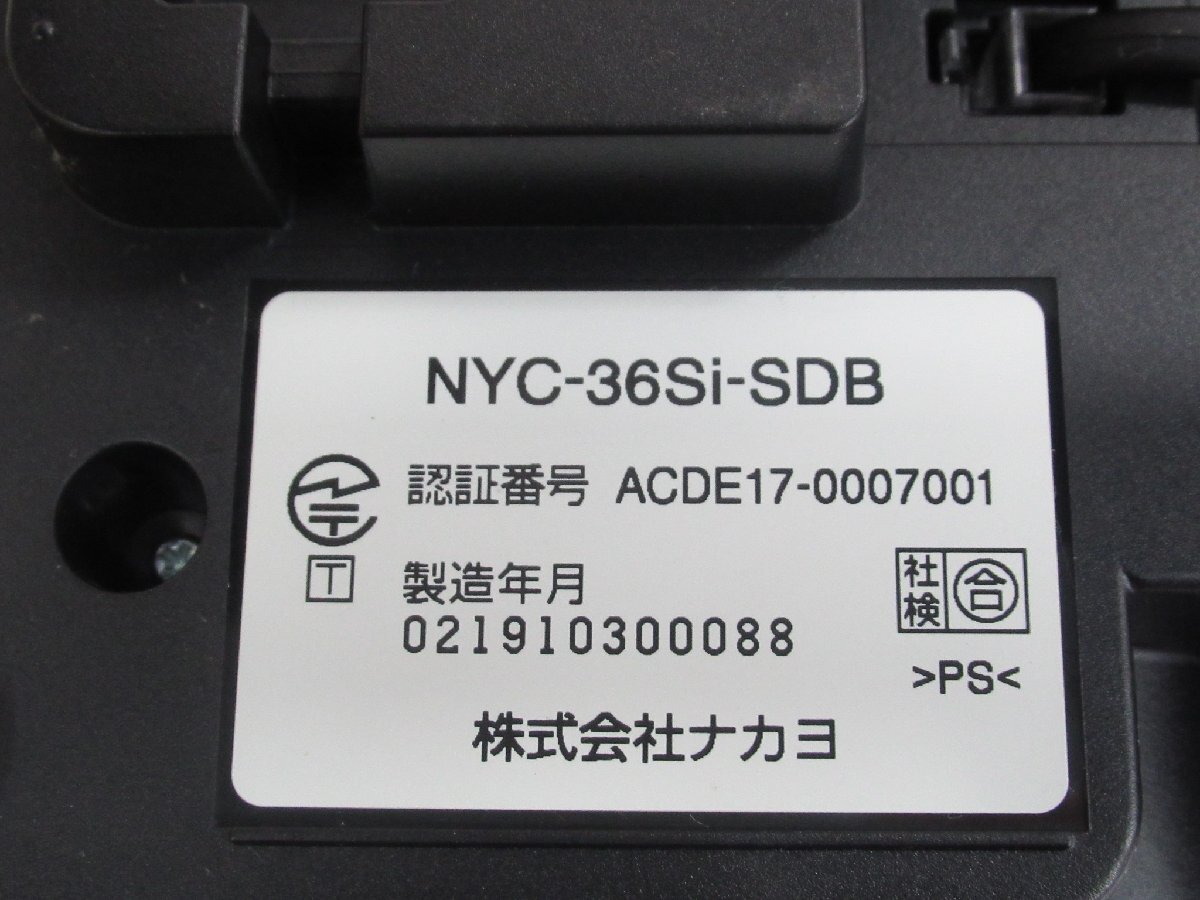 NYC-36Si-SDB
認証番号 ACDE17-0007001
T
製造年月
021910300088
社検 合
>PS<
株式会社ナカヨ